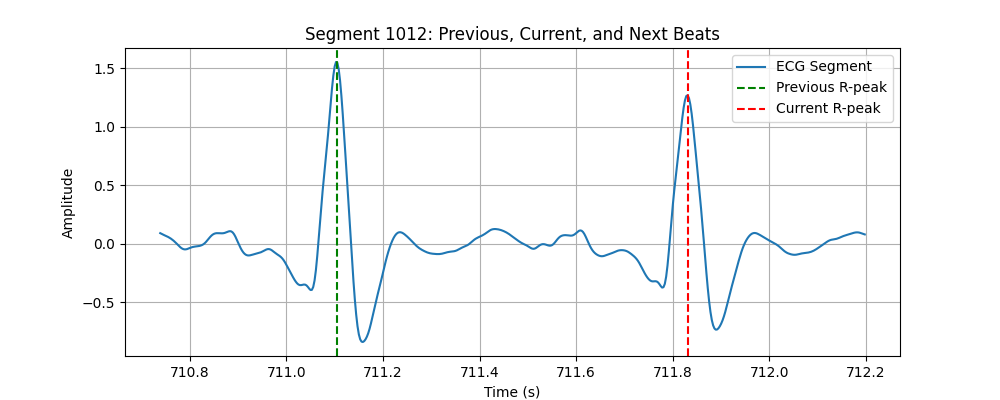 Segment 1012: Previous, Current, and Next Beats
ECG Segment
Previous R-peak
Current R-peak
1.5
1.0
0.5
0.0
−0.5
Amplitude
710.8 711.0 711.2 711.4 711.6 711.8 712.0 712.2
Time (s)